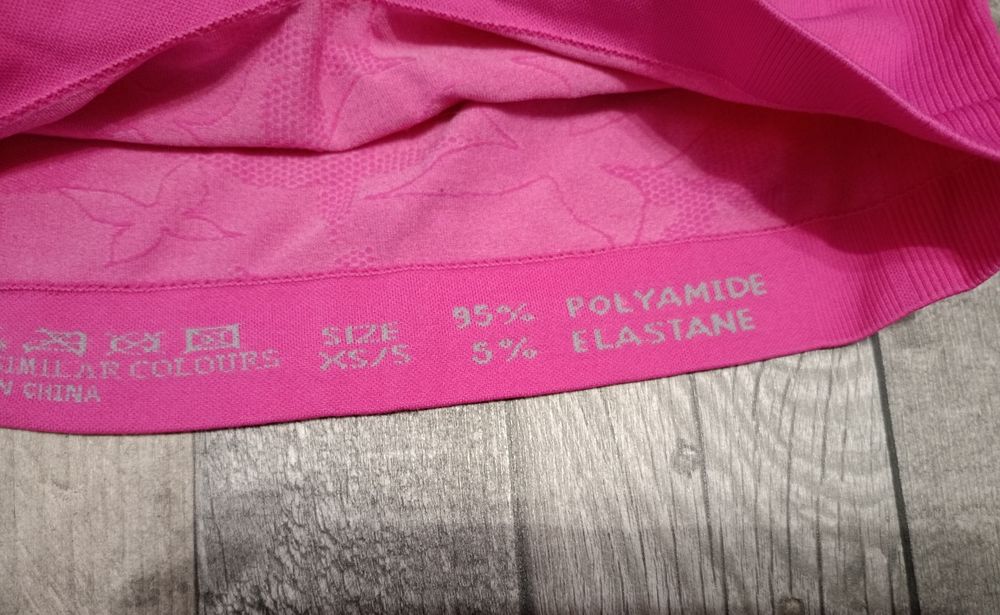 SIMILAR COLOURS
N CHINA
SIZE
XS/S
95% POLYAMIDE
5% ELASTANE